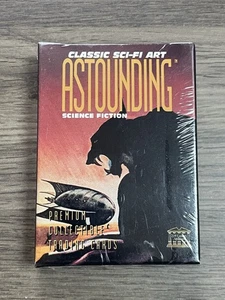 CLASSIC SCI-FI ART
ASTOUNDING
SCIENCE FICTION
PREMIUM
COLLECTIBLE
TRADING CARDS